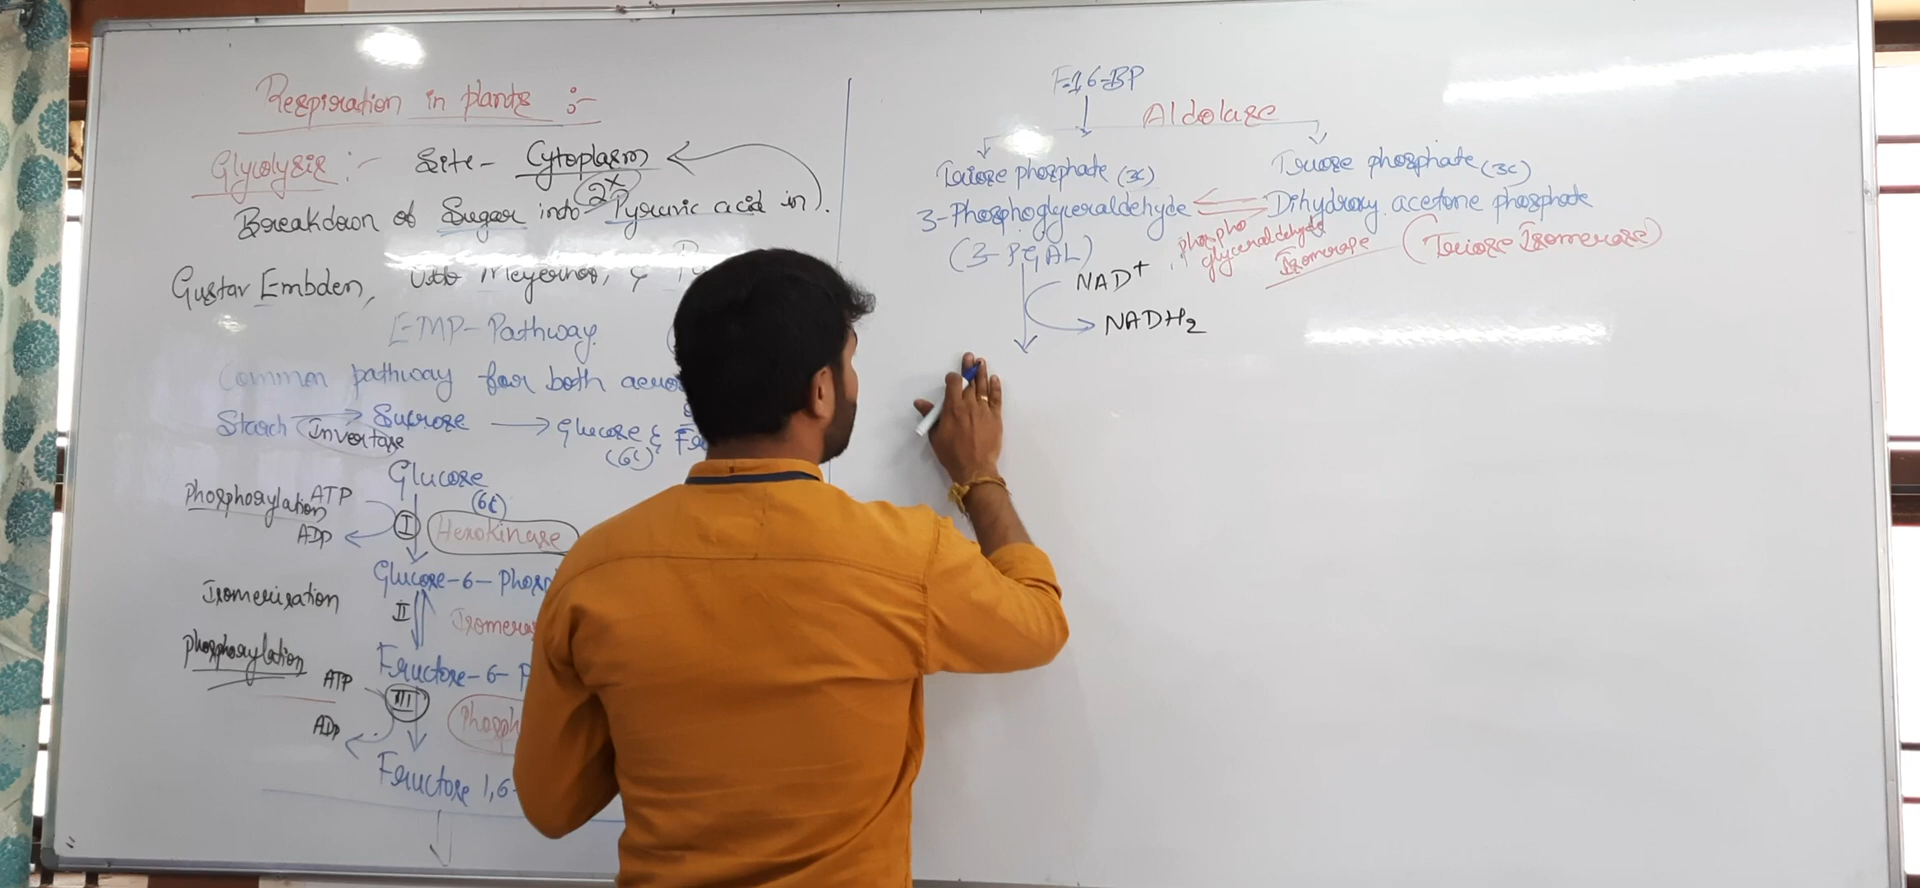 Respiration in plants :-
Glycolysis :- Site - Cytoplasm
2x
Breakdown of Sugar into Pyruvic acid in
Gustav Embden, Otto Meyerhof, &
EMP-Pathway
Common pathway for both
Starch → Sucrose → Glucose &
Invertase
(6C)
Glucose
(6C)
Phosphorylation ATP
ADP
I Hexokinase
Glucose-6-
Isomerisation II
Fructose-6-
Phosphorylation ATP
ADP
III
Fructose 1,6-
F-1,6-BP
Aldolase
Triose phosphate (3C) Triose phosphate (3C)
3-Phosphoglyceraldehyde Dihydroxy acetone phosphate
(3-PGAL) phospho glyceraldehyde Isomerase (Triose Isomerase)
NAD+
NADH2